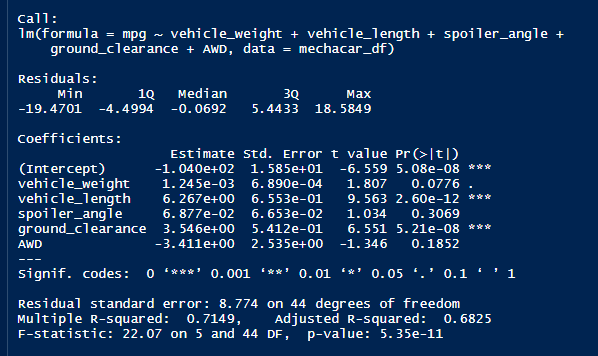 Call:
lm(formula = mpg ~ vehicle_weight + vehicle_length + spoiler_angle +
    ground_clearance + AWD, data = mechacar_df)
Residuals:
     Min       1Q   Median       3Q      Max
-19.4701  -4.4994  -0.0692   5.4433  18.5849
Coefficients:
                   Estimate Std. Error t value Pr(>|t|)
(Intercept)      -1.040e+02  1.585e+01  -6.559 5.08e-08 ***
vehicle_weight    1.245e-03  6.890e-04   1.807   0.0776 .
vehicle_length    6.267e+00  6.553e-01   9.563 2.60e-12 ***
spoiler_angle     6.877e-02  6.653e-02   1.034   0.3069
ground_clearance  3.546e+00  5.412e-01   6.551 5.21e-08 ***
AWD              -3.411e+00  2.535e+00  -1.346   0.1852
---
Signif. codes:  0 ‘***’ 0.001 ‘**’ 0.01 ‘*’ 0.05 ‘.’ 0.1 ‘ ’ 1
Residual standard error: 8.774 on 44 degrees of freedom
Multiple R-squared:  0.7149,    Adjusted R-squared:  0.6825
F-statistic: 22.07 on 5 and 44 DF,  p-value: 5.35e-11